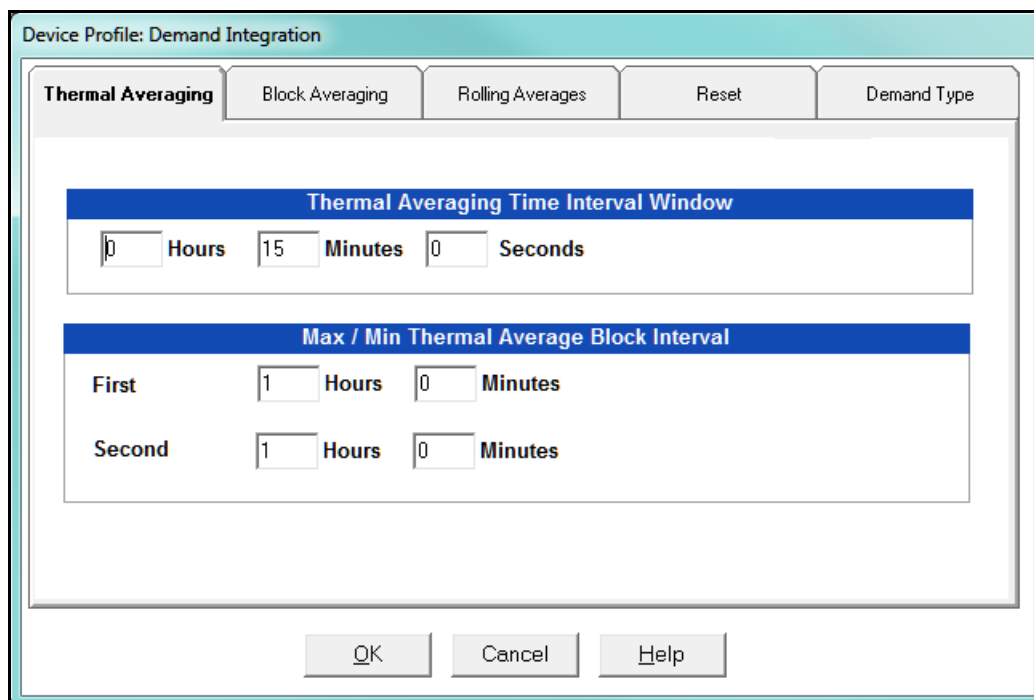 Device Profile: Demand Integration
Thermal Averaging Block Averaging Rolling Averages Reset Demand Type
Thermal Averaging Time Interval Window
0 Hours 15 Minutes 0 Seconds
Max / Min Thermal Average Block Interval
First 1 Hours 0 Minutes
Second 1 Hours 0 Minutes
OK Cancel Help